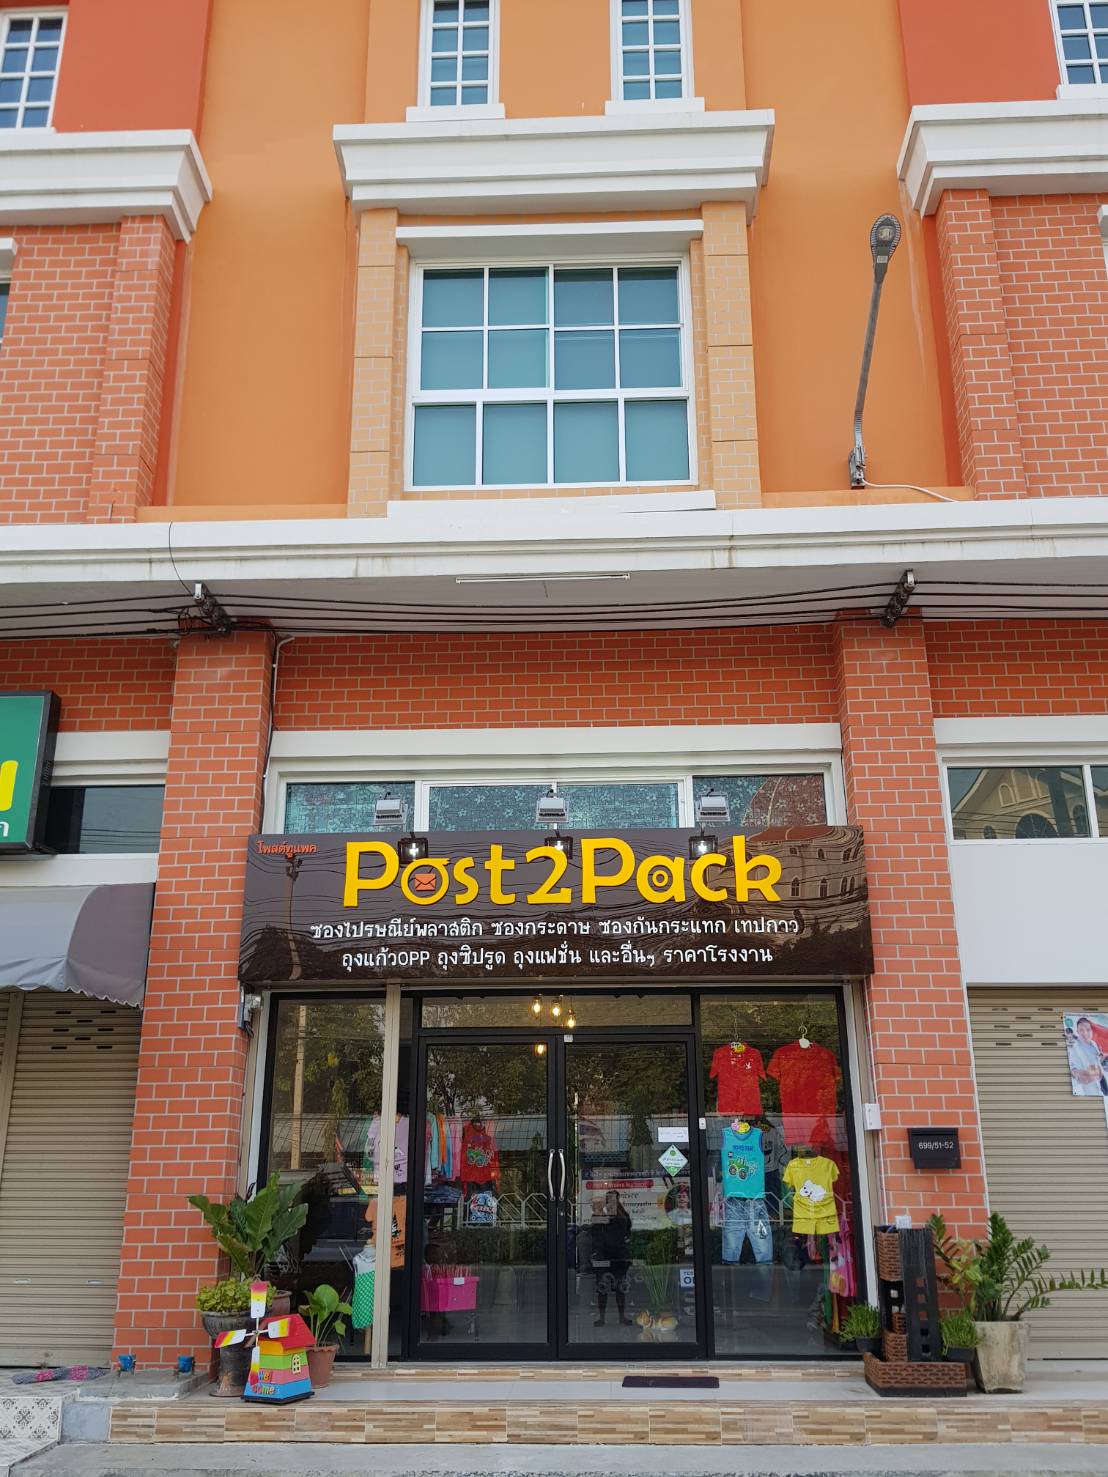 โพสต์ทูแพค
Post2Pack
ซองไปรษณีย์พลาสติก ซองกระดาษ ซองกันกระแทก เทปกาว
ถุงแก้วOPP ถุงซิปรูด ถุงแฟชั่น และอื่นๆ ราคาโรงงาน
699/51-52